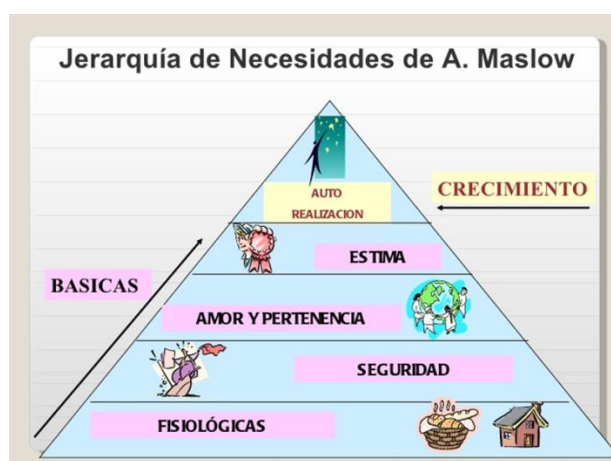 Jerarquía de Necesidades de A. Maslow
AUTO
REALIZACION
CRECIMIENTO
ESTIMA
BASICAS
AMOR Y PERTENENCIA
SEGURIDAD
FISIOLÓGICAS